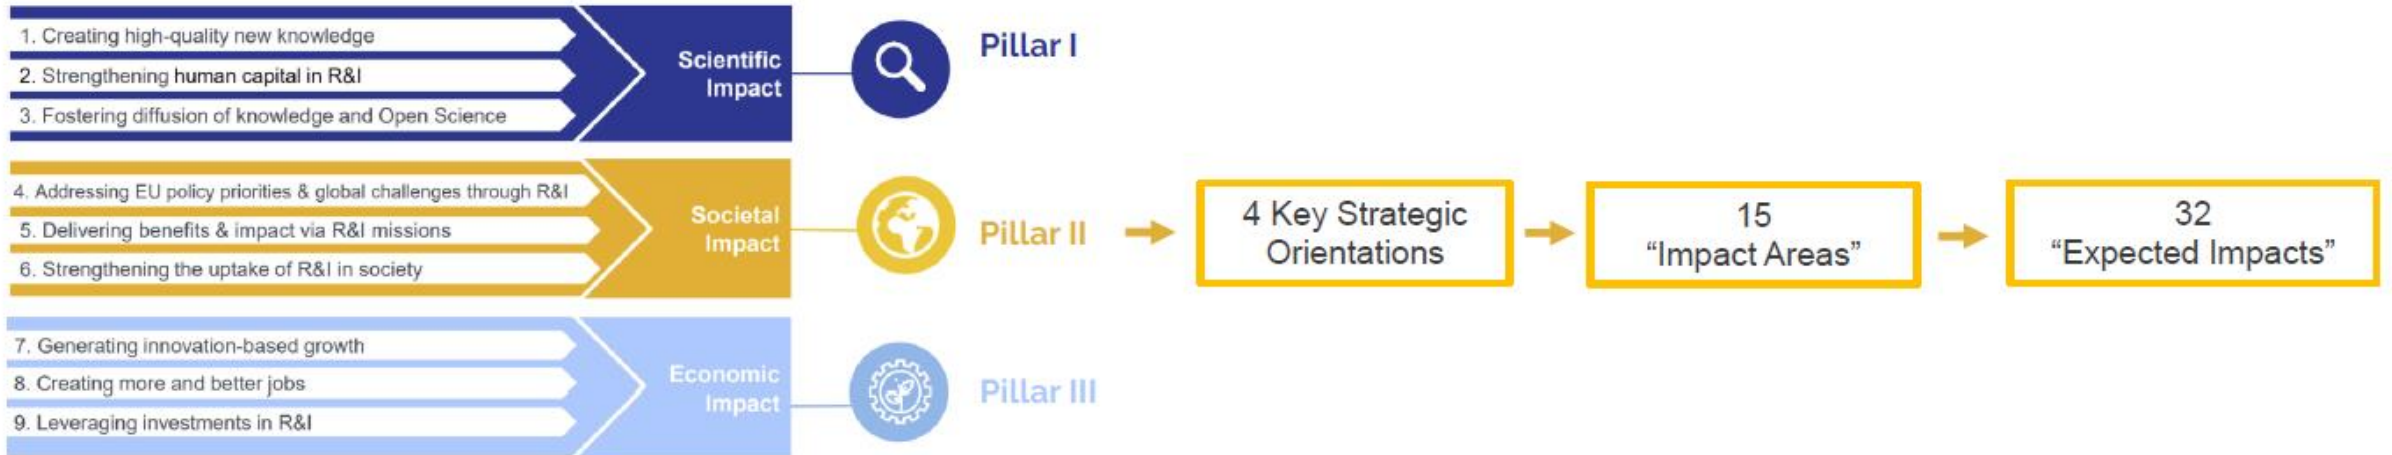 1. Creating high-quality new knowledge
2. Strengthening human capital in R&I
3. Fostering diffusion of knowledge and Open Science
Scientific
Impact
Pillar I
4. Addressing EU policy priorities & global challenges through R&I
5. Delivering benefits & impact via R&I missions
6. Strengthening the uptake of R&I in society
Societal
Impact
Pillar II
4 Key Strategic
Orientations
15
“Impact Areas”
32
“Expected Impacts”
7. Generating innovation-based growth
8. Creating more and better jobs
9. Leveraging investments in R&I
Economic
Impact
Pillar III